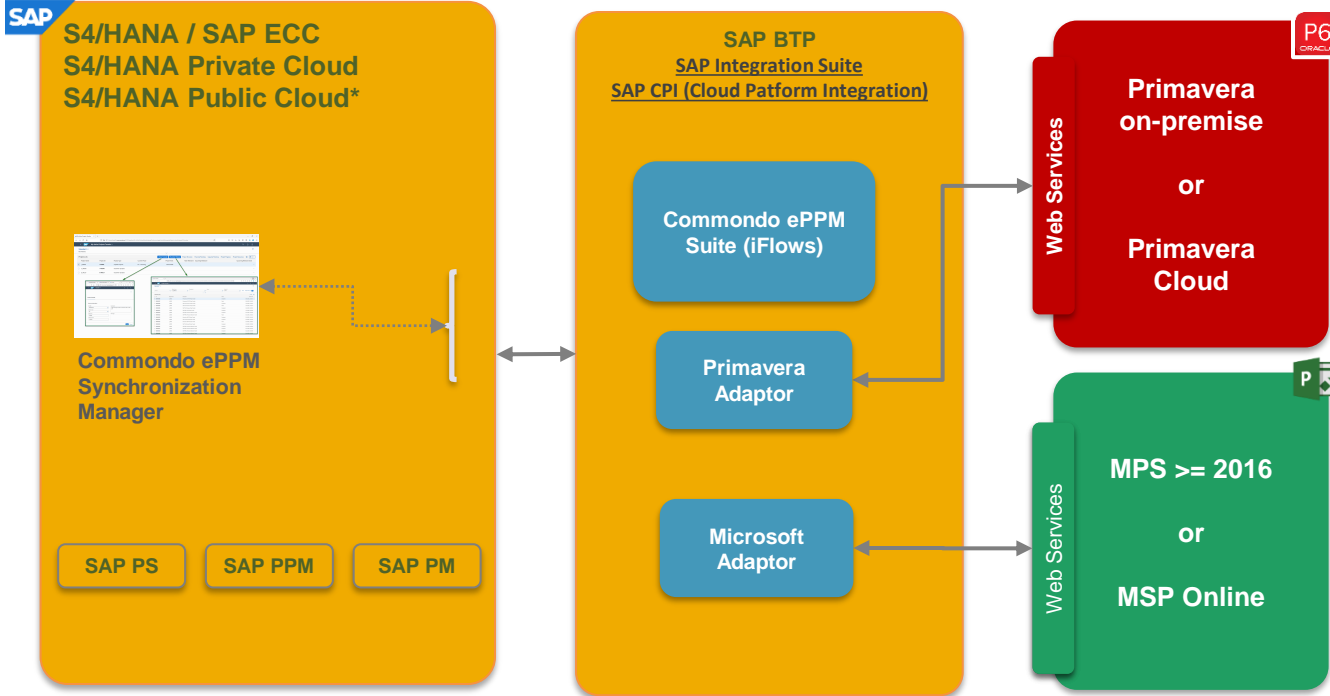 SAP
S4/HANA / SAP ECC
S4/HANA Private Cloud
S4/HANA Public Cloud*
Commondo ePPM
Synchronization
Manager
SAP PS
SAP PPM
SAP PM
SAP BTP
SAP Integration Suite
SAP CPI (Cloud Patform Integration)
Commondo ePPM
Suite (iFlows)
Primavera
Adaptor
Microsoft
Adaptor
P6
Web Services
Primavera
on-premise
or
Primavera
Cloud
P
Web Services
MPS >= 2016
or
MSP Online